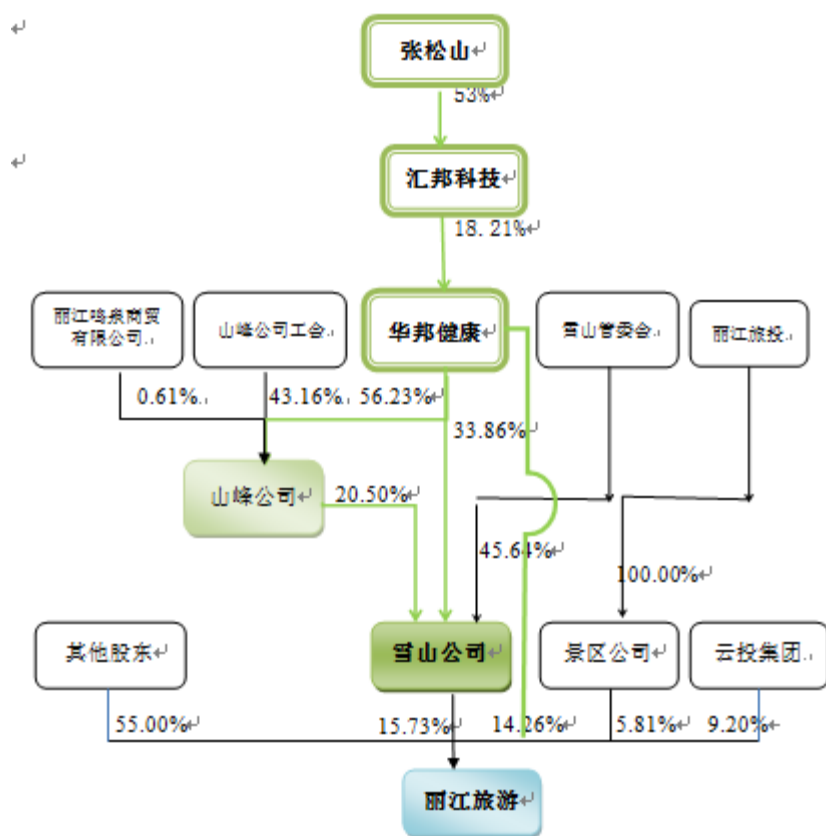 张松山
53%
汇邦科技
18.21%
丽江鸣泉商贸
有限公司
山峰公司工会
华邦健康
雪山管委会
丽江旅投
0.61%
43.16%
56.23%
33.86%
山峰公司
20.50%
45.64%
100.00%
其他股东
雪山公司
景区公司
云投集团
55.00%
15.73%
14.26%
5.81%
9.20%
丽江旅游